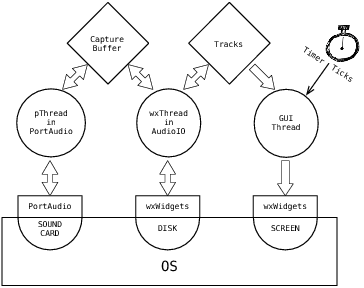 Capture
Buffer
Tracks
Timer Ticks
pThread
in
PortAudio
wxThread
in
AudioIO
GUI
Thread
PortAudio
wxWidgets
wxWidgets
SOUND
CARD
DISK
SCREEN
OS